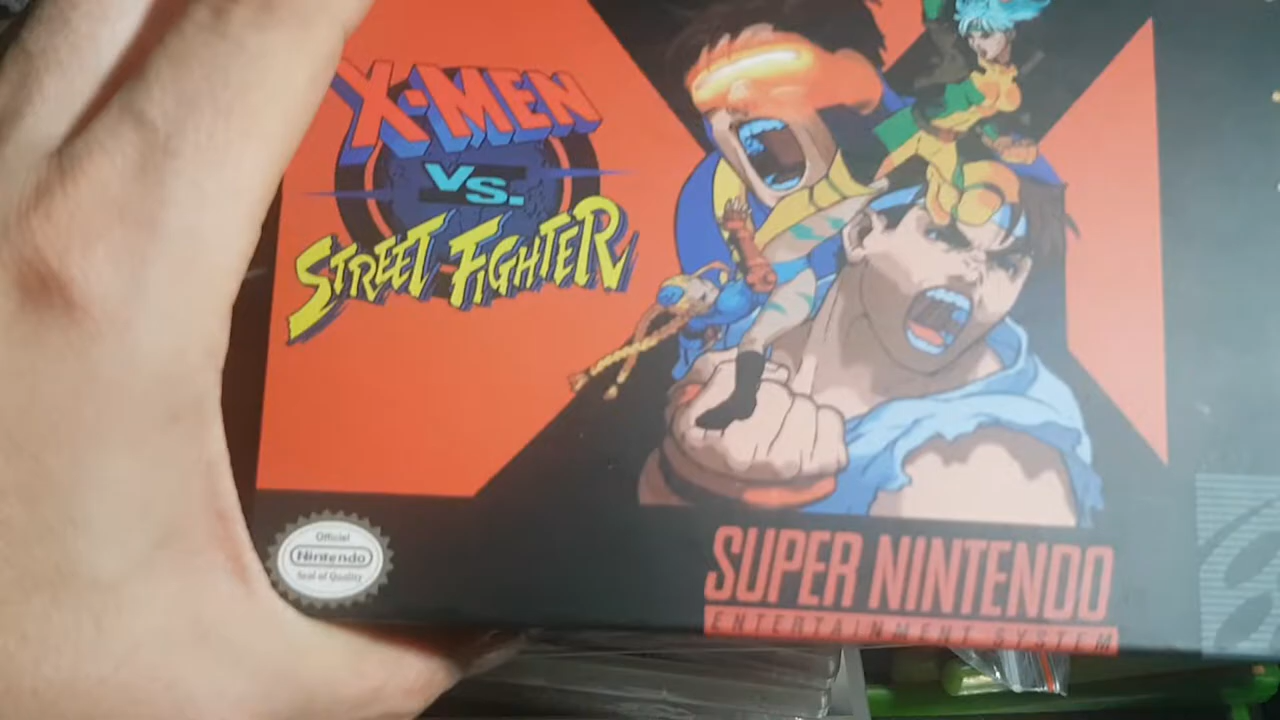 X-MEN
VS.
STREET FIGHTER
Official
Nintendo
Seal of Quality
SUPER NINTENDO
ENTERTAINMENT SYSTEM